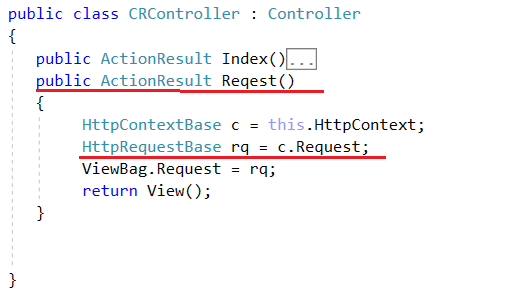 public class CRController : Controller
{
public ActionResult Index()...
public ActionResult Reqest()
{
HttpContextBase c = this.HttpContext;
HttpRequestBase rq = c.Request;
ViewBag.Request = rq;
return View();
}
}